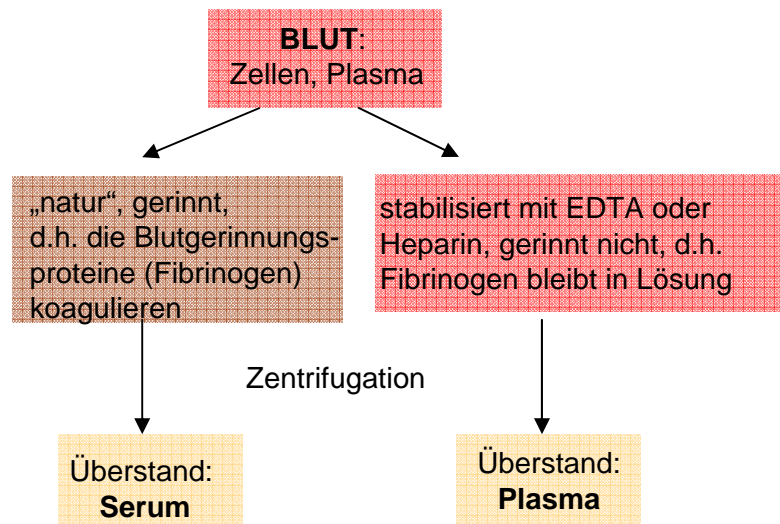 BLUT:
Zellen, Plasma
„natur“, gerinnt,
d.h. die Blutgerinnungs-
proteine (Fibrinogen)
koagulieren
stabilisiert mit EDTA oder
Heparin, gerinnt nicht, d.h.
Fibrinogen bleibt in Lösung
Zentrifugation
Überstand:
Serum
Überstand:
Plasma